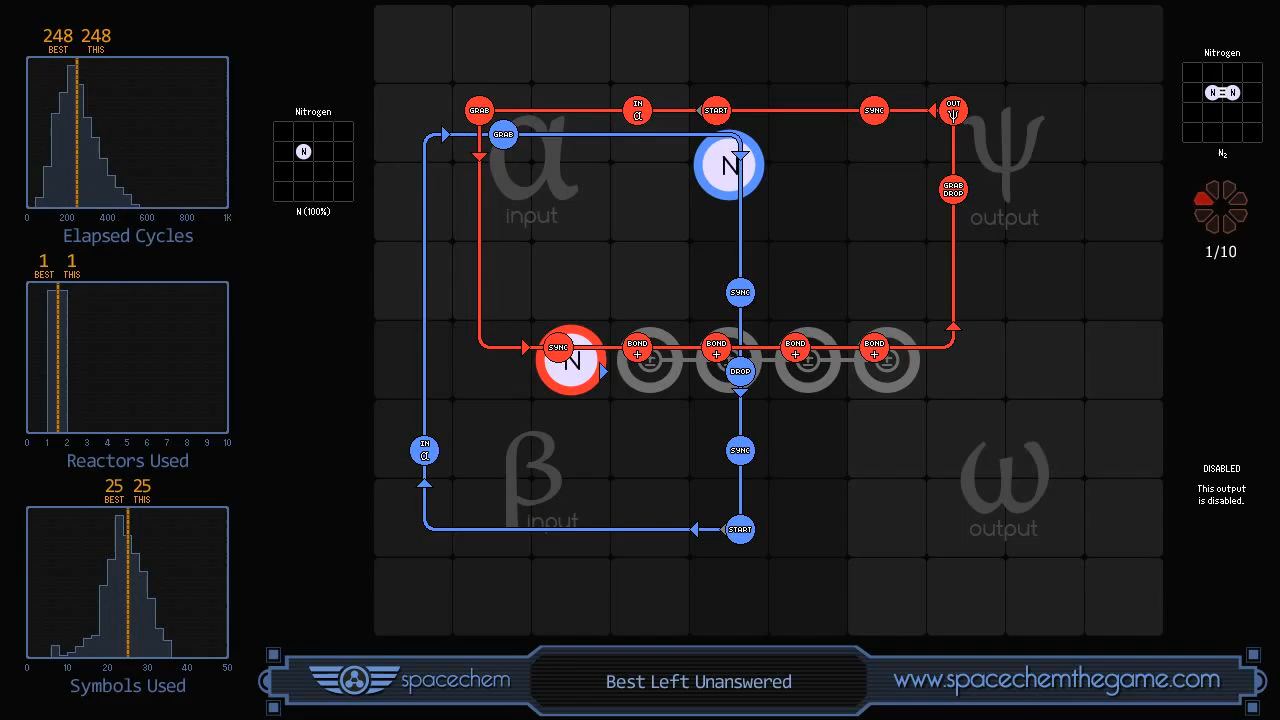 248 248
BEST THIS
0 200 400 600 800 1K
Elapsed Cycles
1 1
BEST THIS
0 1 2 3 4 5 6 7 8 9 10
Reactors Used
25 25
BEST THIS
0 10 20 30 40 50
Symbols Used
Nitrogen
N
N (100%)
GRAB
IN
α
START
SYNC
OUT
Ψ
GRAB
α
input
N
GRAB
DROP
ψ
output
SYNC
SYNC
N
BOND
+
BOND
+
BOND
+
BOND
+
DROP
IN
α
SYNC
β
input
START
ω
output
Nitrogen
N N
N₂
1/10
DISABLED
This output
is disabled.
spacechem
Best Left Unanswered
www.spacechemthegame.com